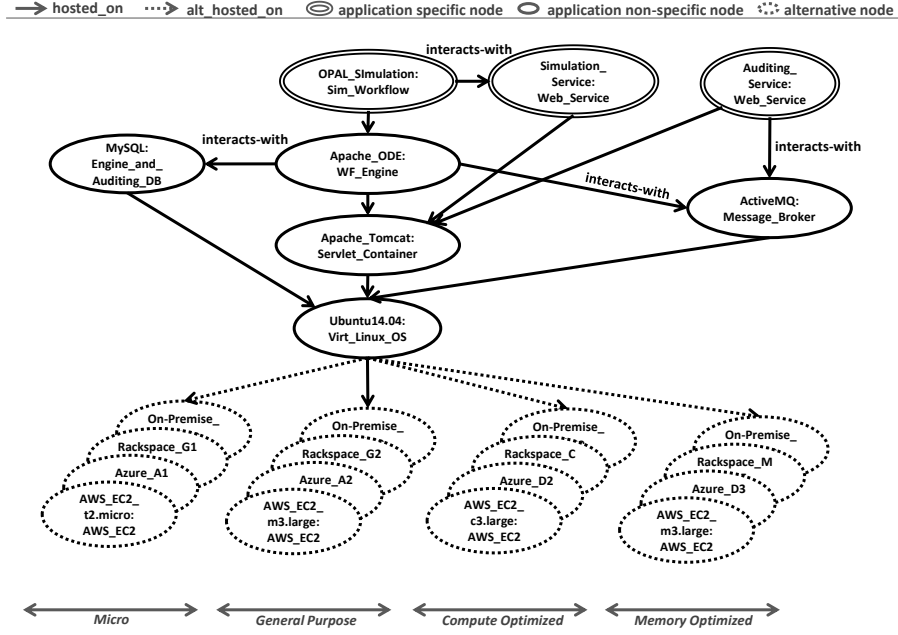 hosted_on
alt_hosted_on
application specific node
application non-specific node
alternative node
interacts-with
OPAL_SImulation:
Sim_Workflow
Simulation_
Service:
Web_Service
Auditing_
Service:
Web_Service
MySQL:
Engine_and_
Auditing_DB
interacts-with
Apache_ODE:
WF_Engine
interacts-with
interacts-with
ActiveMQ:
Message_Broker
Apache_Tomcat:
Servlet_Container
Ubuntu14.04:
Virt_Linux_OS
On-Premise_
Rackspace_G1
Azure_A1
AWS_EC2_
t2.micro:
AWS_EC2
On-Premise_
Rackspace_G2
Azure_A2
AWS_EC2_
m3.large:
AWS_EC2
On-Premise_
Rackspace_C
Azure_D2
AWS_EC2_
c3.large:
AWS_EC2
On-Premise_
Rackspace_M
Azure_D3
AWS_EC2_
m3.large:
AWS_EC2
Micro
General Purpose
Compute Optimized
Memory Optimized